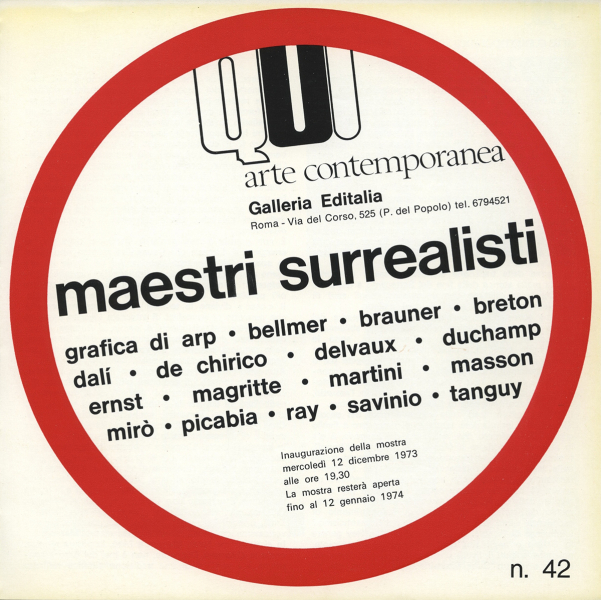 QUI
arte contemporanea
Galleria Editalia
Roma - Via del Corso, 525 (P. del Popolo) tel. 6794521
maestri surrealisti
grafica di arp • bellmer • brauner • breton
dalí • de chirico • delvaux • duchamp
ernst • magritte • martini • masson
mirò • picabia • ray • savinio • tanguy
Inaugurazione della mostra
mercoledì 12 dicembre 1973
alle ore 19,30
La mostra resterà aperta
fino al 12 gennaio 1974
n. 42